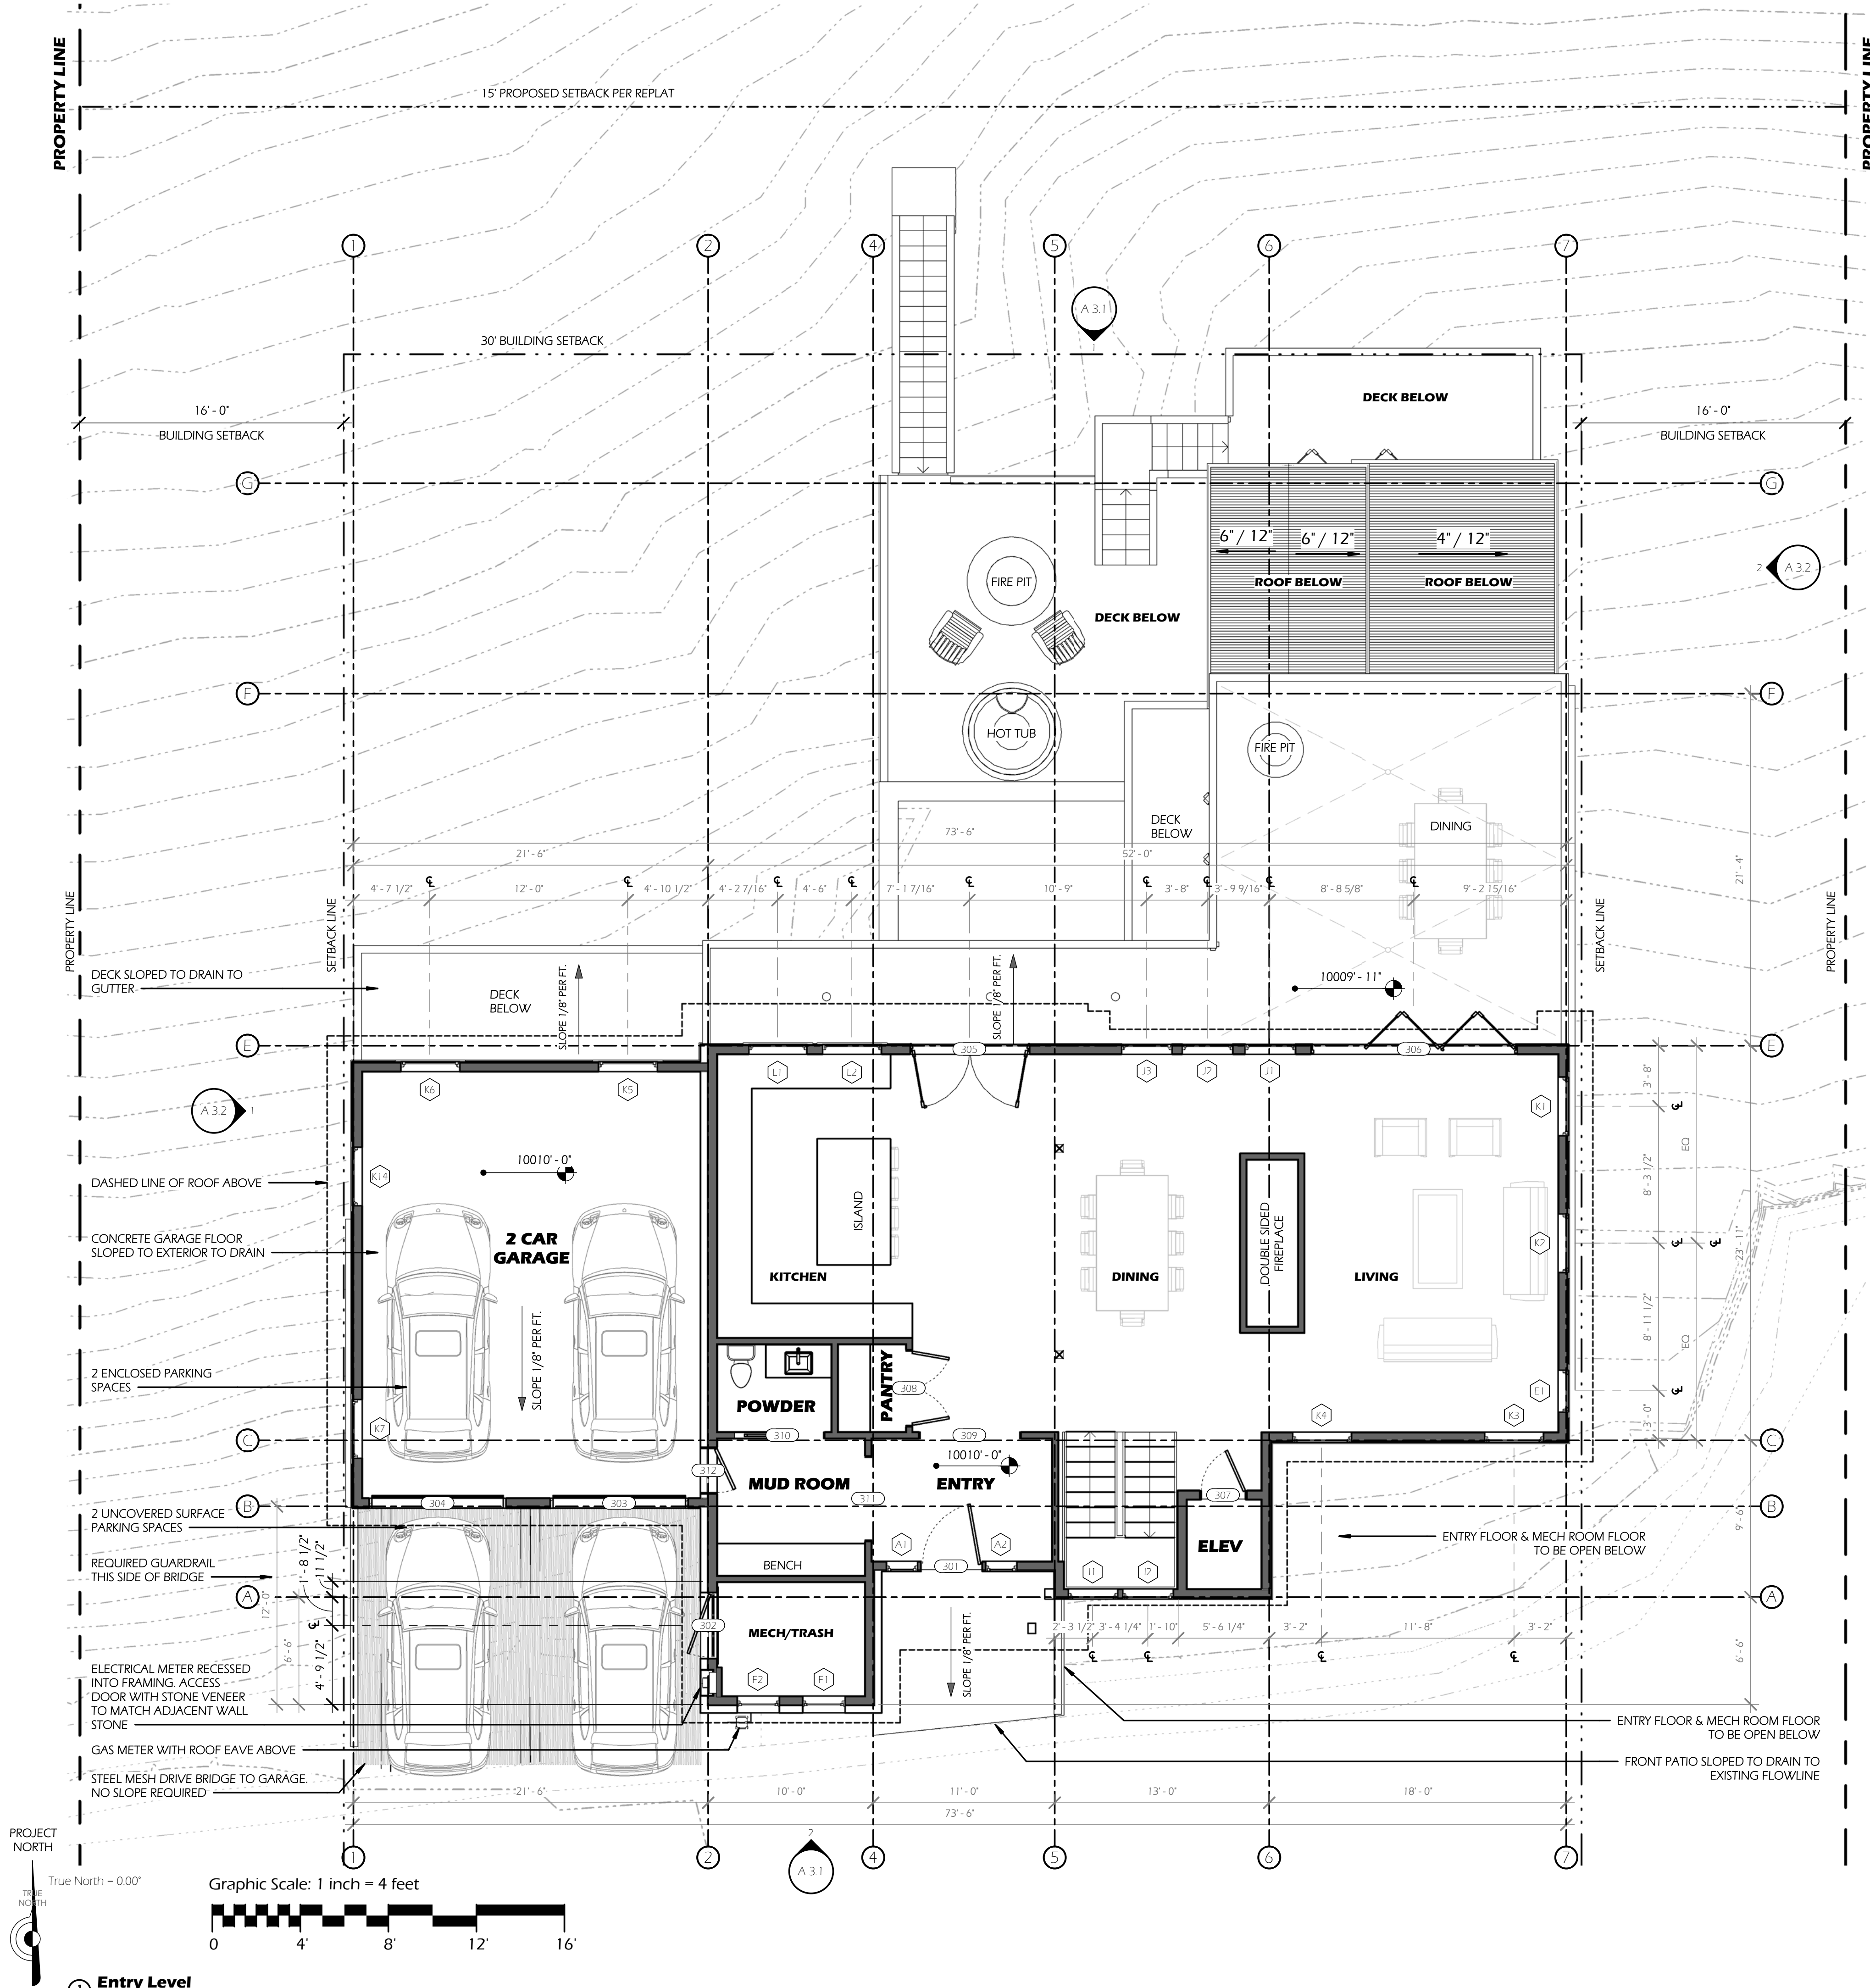 PROPERTY LINE
PROPERTY LINE
15' PROPOSED SETBACK PER REPLAT
1
2
4
5
6
7
A 3.1
1
30' BUILDING SETBACK
DECK BELOW
16' - 0"
BUILDING SETBACK
16' - 0"
BUILDING SETBACK
G
G
6" / 12"
6" / 12"
4" / 12"
ROOF BELOW
ROOF BELOW
2
A 3.2
FIRE PIT
DECK BELOW
F
F
HOT TUB
FIRE PIT
DECK
BELOW
DINING
73' - 6"
21' - 6"
52' - 0"
21' - 4"
4' - 7 1/2"
12' - 0"
4' - 10 1/2"
4' - 2 7/16"
4' - 6"
7' - 1 7/16"
10' - 9"
3' - 8"
3' - 9 9/16"
8' - 8 5/8"
9' - 2 15/16"
PROPERTY LINE
SETBACK LINE
SETBACK LINE
PROPERTY LINE
DECK SLOPED TO DRAIN TO
GUTTER
DECK
BELOW
SLOPE 1/8" PER FT.
SLOPE 1/8" PER FT.
10009' - 11"
E
305
306
E
K6
K5
L1
L2
J3
J2
J1
K1
3' - 8"
A 3.2
1
EQ
10010' - 0"
K14
8' - 3 1/2"
DASHED LINE OF ROOF ABOVE
CONCRETE GARAGE FLOOR
SLOPED TO EXTERIOR TO DRAIN
2 CAR
GARAGE
ISLAND
KITCHEN
DINING
DOUBLE SIDED
FIREPLACE
LIVING
K2
23' - 11"
8' - 11 1/2"
EQ
SLOPE 1/8" PER FT.
2 ENCLOSED PARKING
SPACES
POWDER
PANTRY
308
E1
3' - 0"
K7
K4
K3
C
310
309
C
312
MUD ROOM
10010' - 0"
ENTRY
311
304
303
307
B
B
2 UNCOVERED SURFACE
PARKING SPACES
9' - 6"
ENTRY FLOOR & MECH ROOM FLOOR
TO BE OPEN BELOW
A1
A2
ELEV
REQUIRED GUARDRAIL
THIS SIDE OF BRIDGE
1' - 8 1/2"
11 1/2"
BENCH
301
I1
I2
A
A
12' - 0"
6' - 6"
4' - 9 1/2"
302
MECH/TRASH
SLOPE 1/8" PER FT.
2' - 3 1/2"
3' - 4 1/4"
1' - 10"
5' - 6 1/4"
3' - 2"
11' - 8"
3' - 2"
6' - 6"
F2
F1
ELECTRICAL METER RECESSED
INTO FRAMING. ACCESS
DOOR WITH STONE VENEER
TO MATCH ADJACENT WALL
STONE
ENTRY FLOOR & MECH ROOM FLOOR
TO BE OPEN BELOW
GAS METER WITH ROOF EAVE ABOVE
FRONT PATIO SLOPED TO DRAIN TO
EXISTING FLOWLINE
STEEL MESH DRIVE BRIDGE TO GARAGE.
NO SLOPE REQUIRED
21' - 6"
10' - 0"
11' - 0"
13' - 0"
18' - 0"
73' - 6"
2
A 3.1
1
2
4
5
6
7
PROJECT
NORTH
True North = 0.00°
TRUE
NORTH
Graphic Scale: 1 inch = 4 feet
0
4'
8'
12'
16'
1
Entry Level